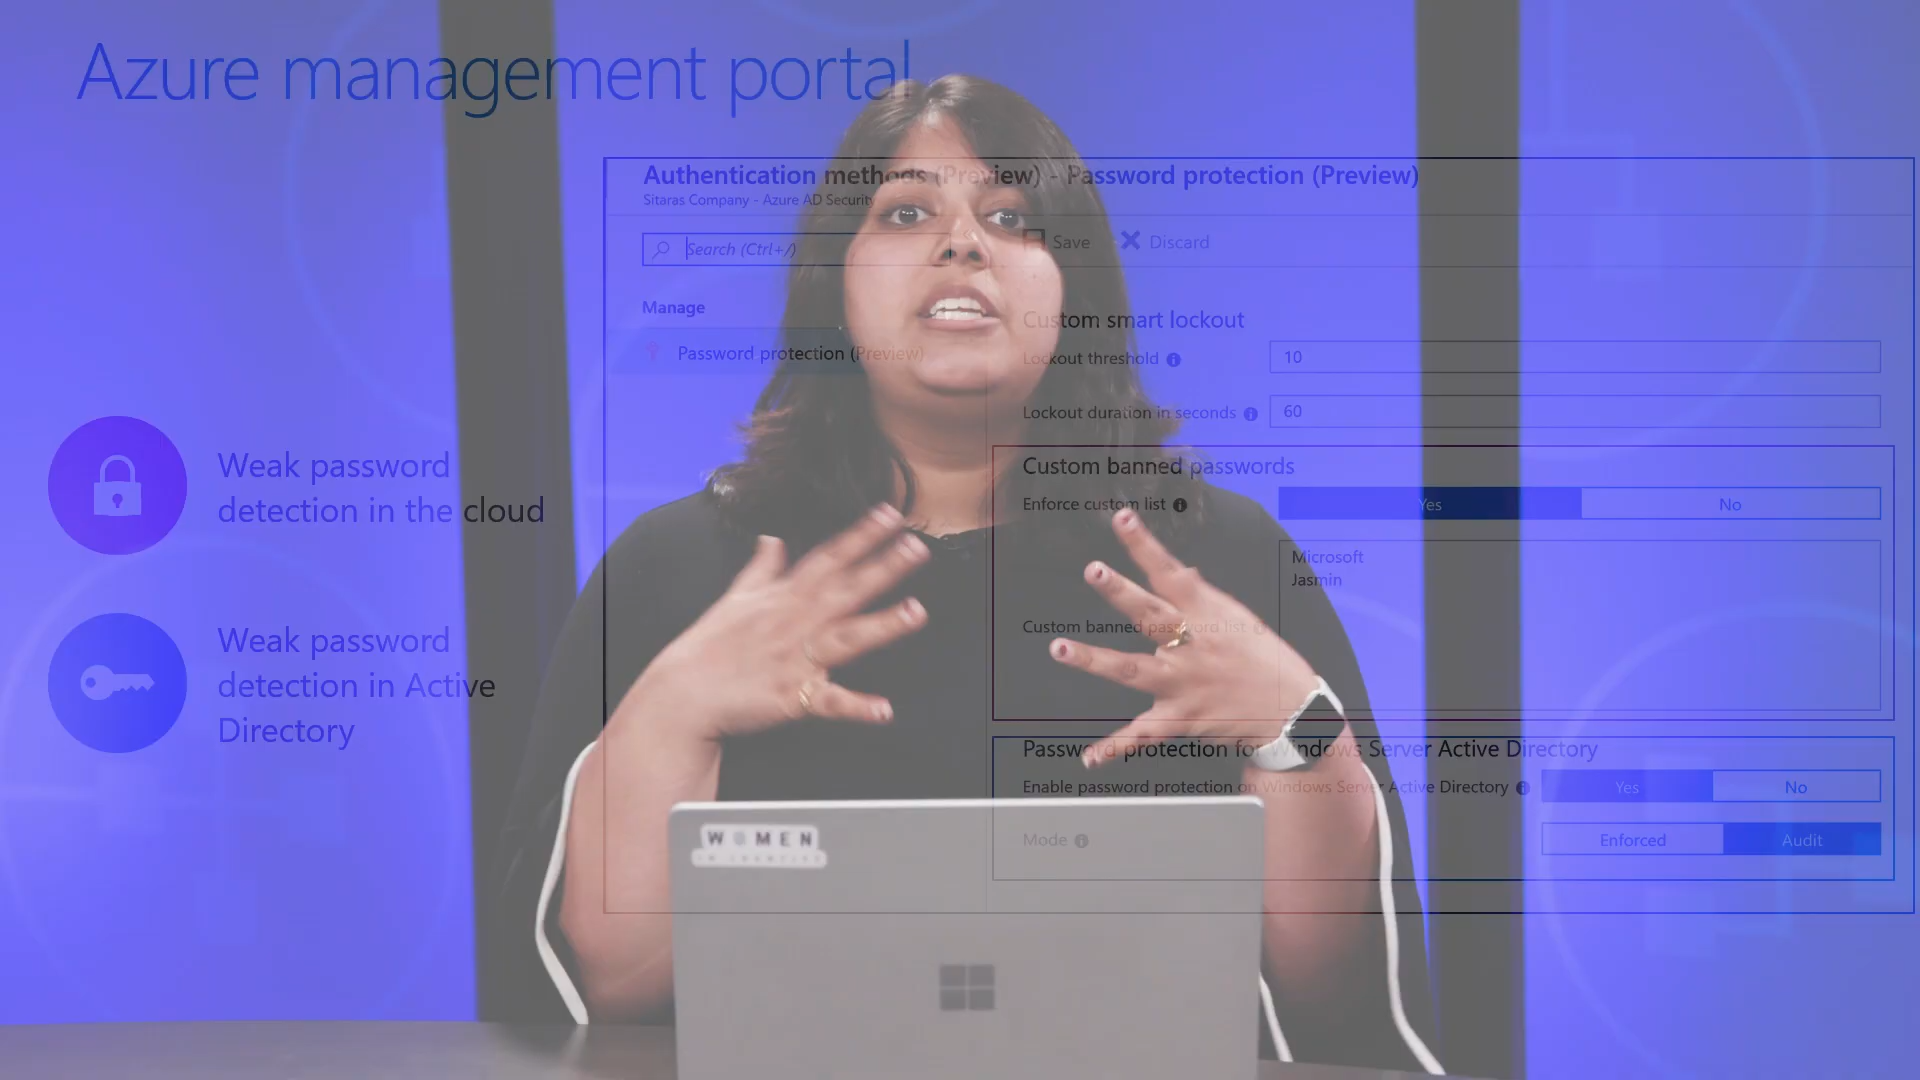 Azure management portal
Authentication methods (Preview) - Password protection (Preview)
Sitaras Company - Azure AD Security
Search (Ctrl+/)
Save
Discard
Manage
Password protection (Preview)
Custom smart lockout
Lockout threshold
10
Lockout duration in seconds
60
Custom banned passwords
Enforce custom list
Yes
No
Microsoft
Jasmin
Custom banned password list
Password protection for Windows Server Active Directory
Enable password protection on Windows Server Active Directory
Yes
No
Mode
Enforced
Audit
Weak password
detection in the cloud
Weak password
detection in Active
Directory
WOMEN